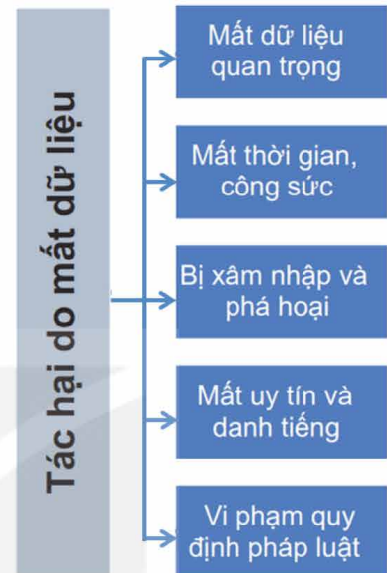 Tác hại do mất dữ liệu
Mất dữ liệu
quan trọng
Mất thời gian,
công sức
Bị xâm nhập và
phá hoại
Mất uy tín và
danh tiếng
Vi phạm quy
định pháp luật